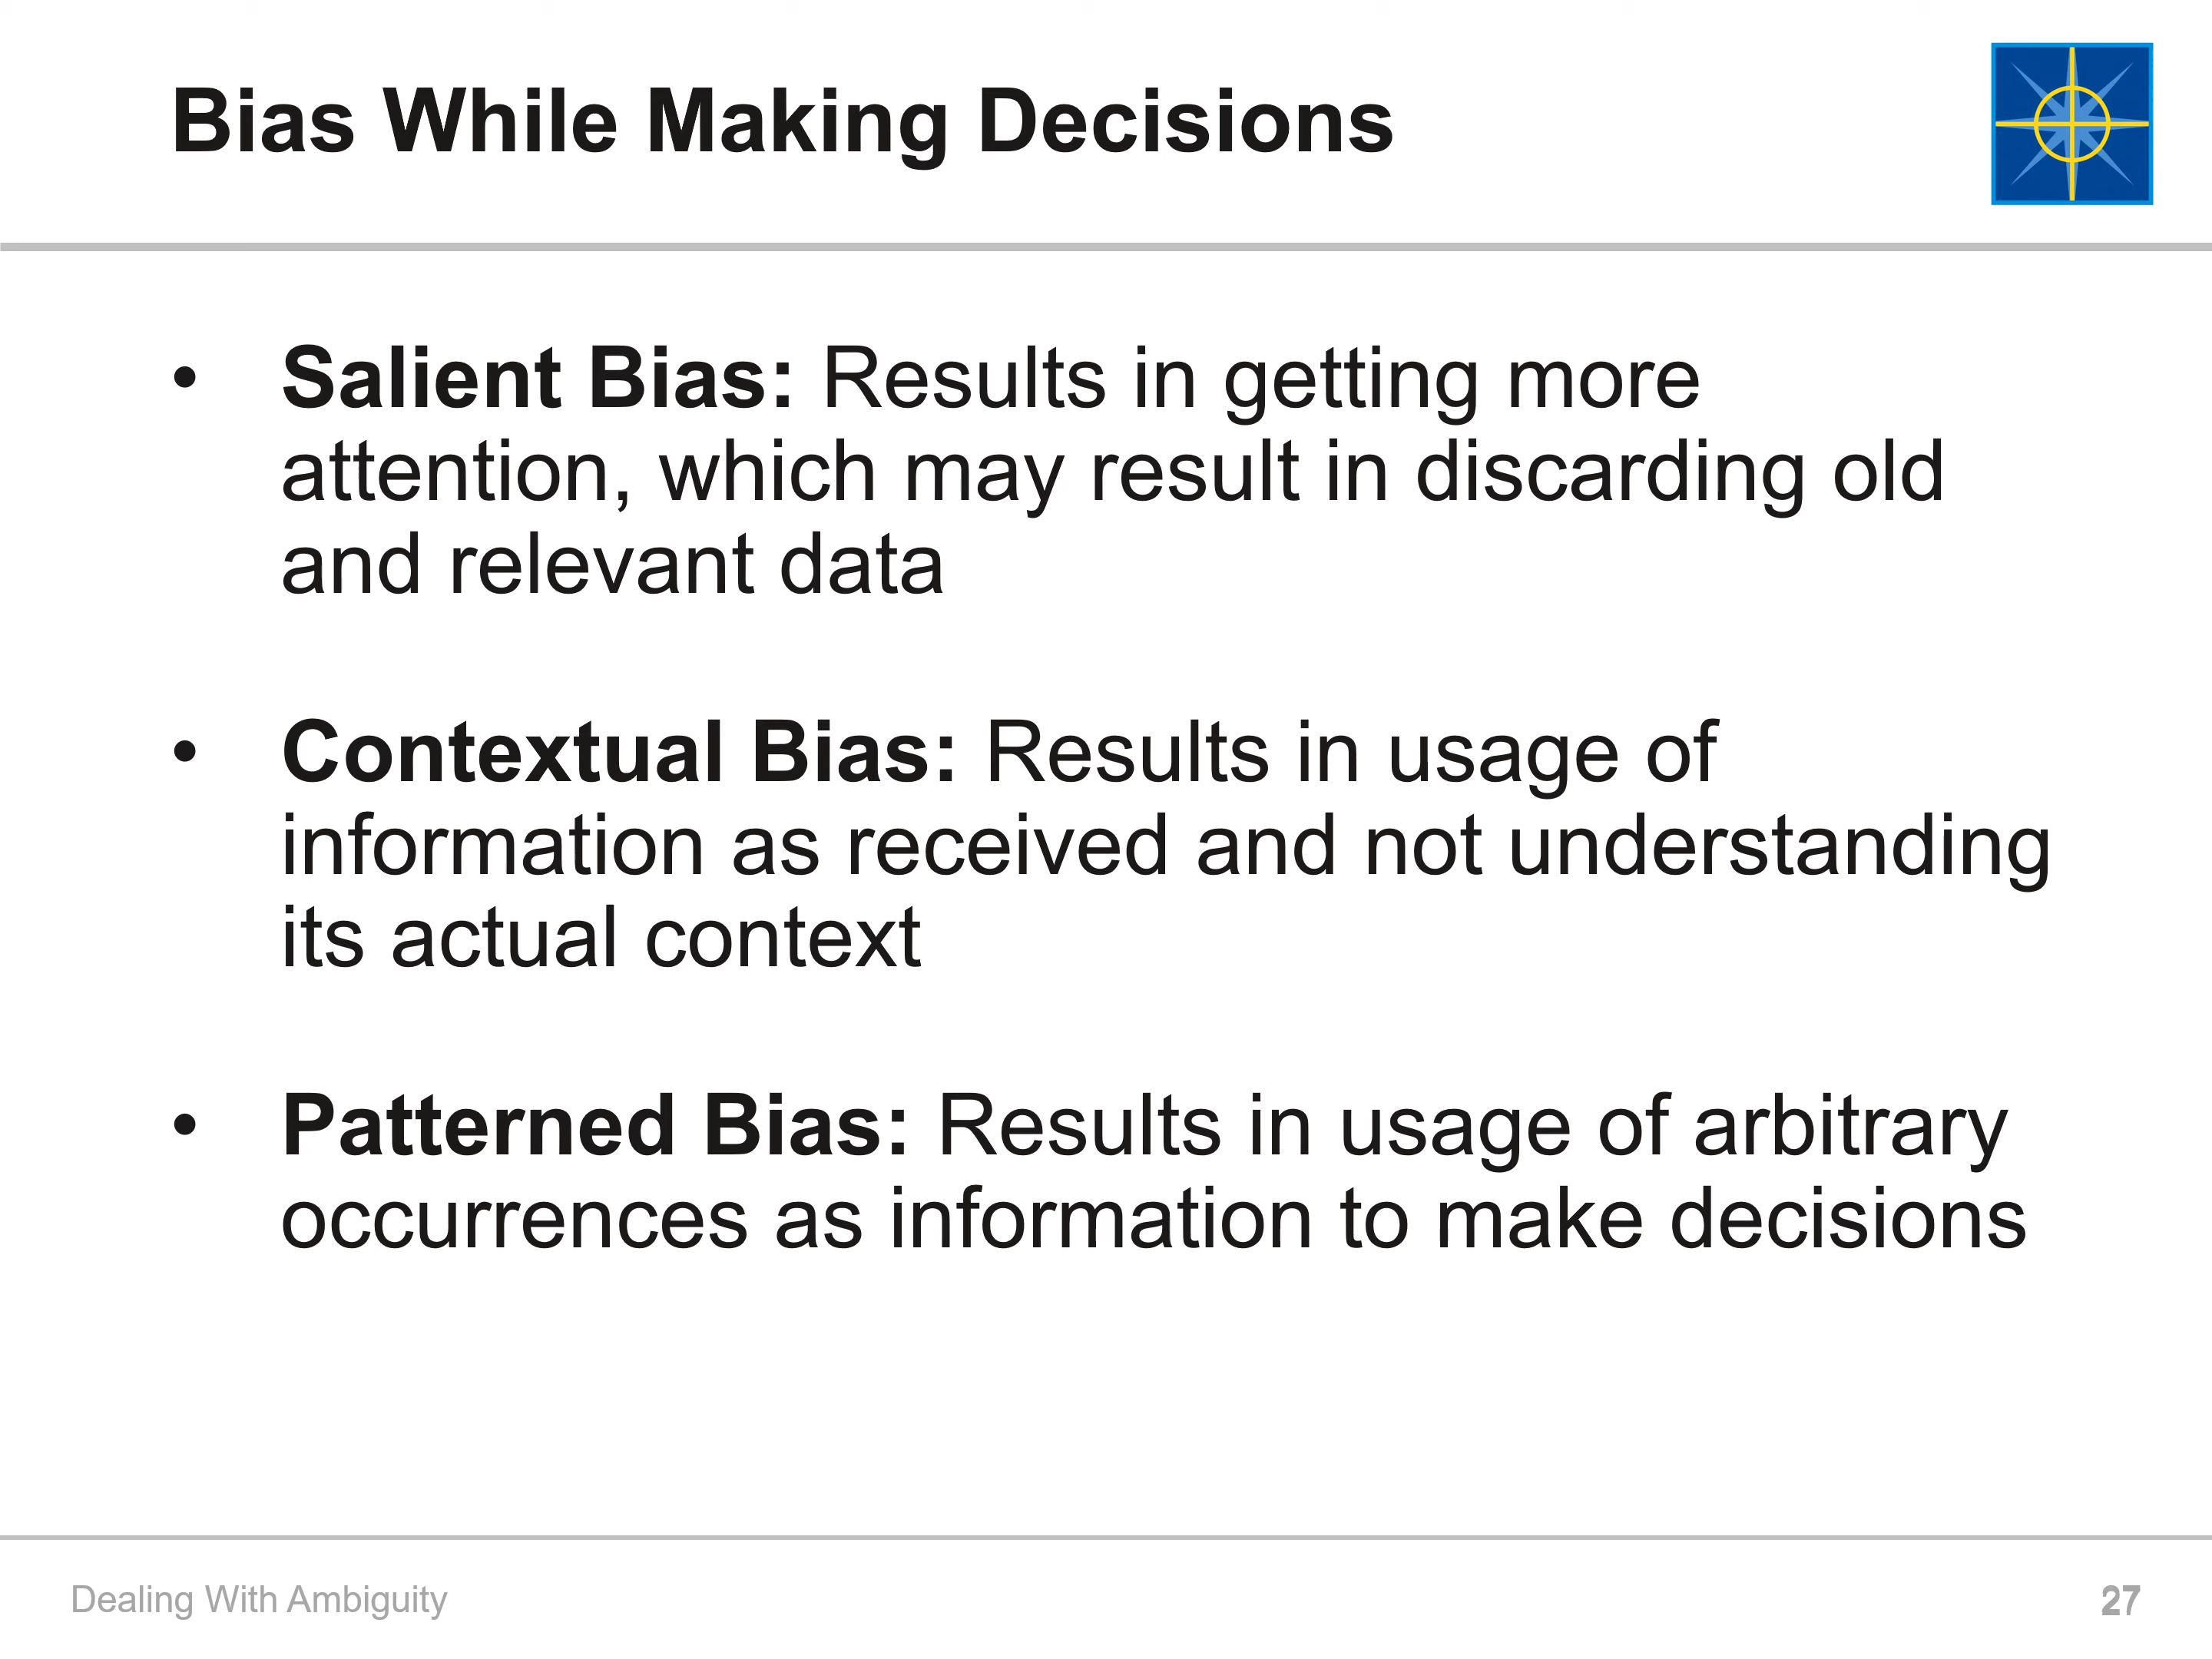 Bias While Making Decisions
• Salient Bias: Results in getting more
attention, which may result in discarding old
and relevant data
• Contextual Bias: Results in usage of
information as received and not understanding
its actual context
• Patterned Bias: Results in usage of arbitrary
occurrences as information to make decisions
Dealing With Ambiguity
27